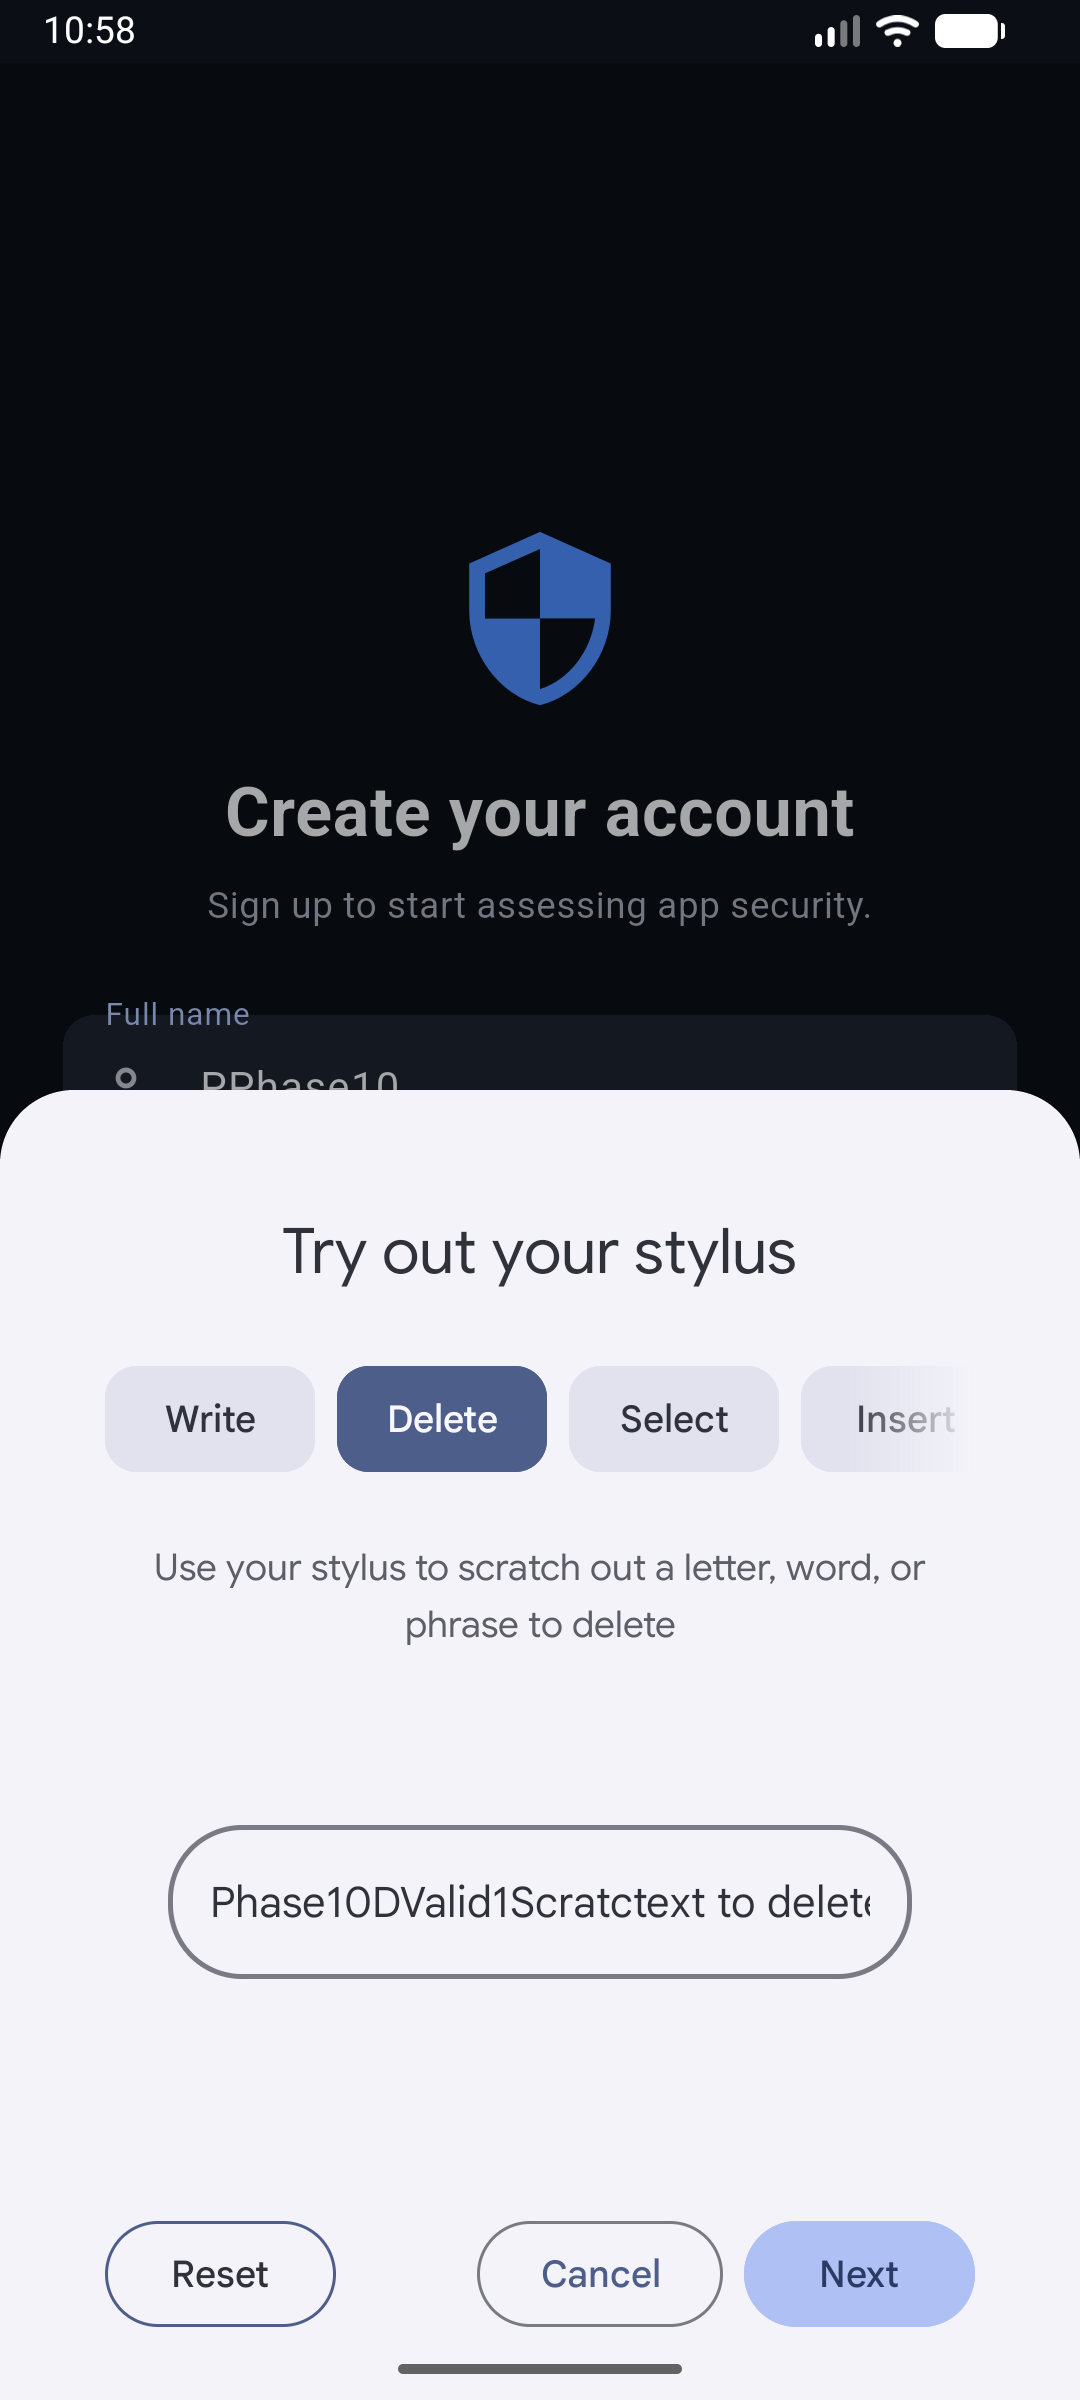 10:58
Create your account
Sign up to start assessing app security.
Full name
PPhase10
Try out your stylus
Write
Delete
Select
Insert
Use your stylus to scratch out a letter, word, or
phrase to delete
Phase10DValid1Scratctext to delete
Reset
Cancel
Next